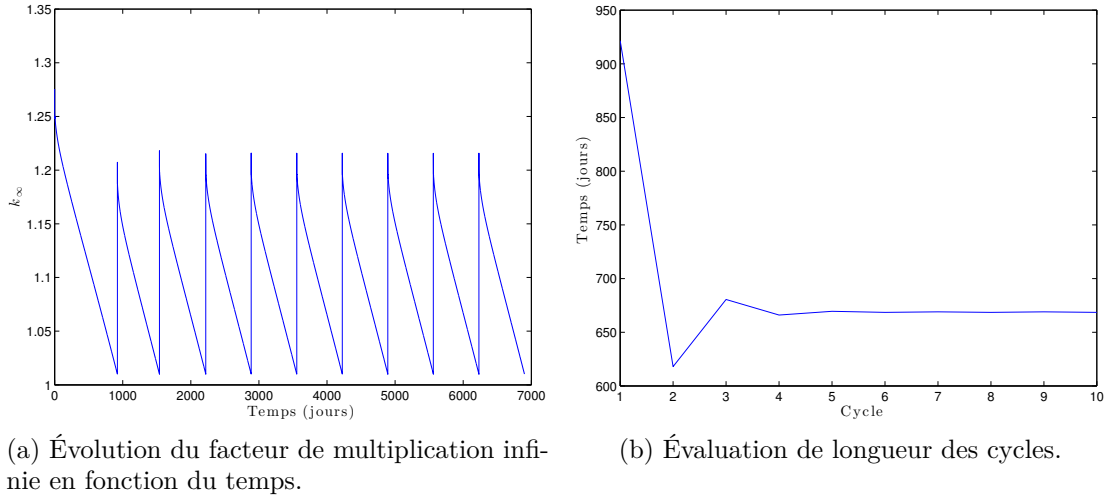 1.35
1.3
1.25
1.2
1.15
1.1
1.05
1
k∞
0 1000 2000 3000 4000 5000 6000 7000
Temps (jours)
(a) Évolution du facteur de multiplication infi-
nie en fonction du temps.
950
900
850
800
750
700
650
600
Temps (jours)
1 2 3 4 5 6 7 8 9 10
Cycle
(b) Évaluation de longueur des cycles.